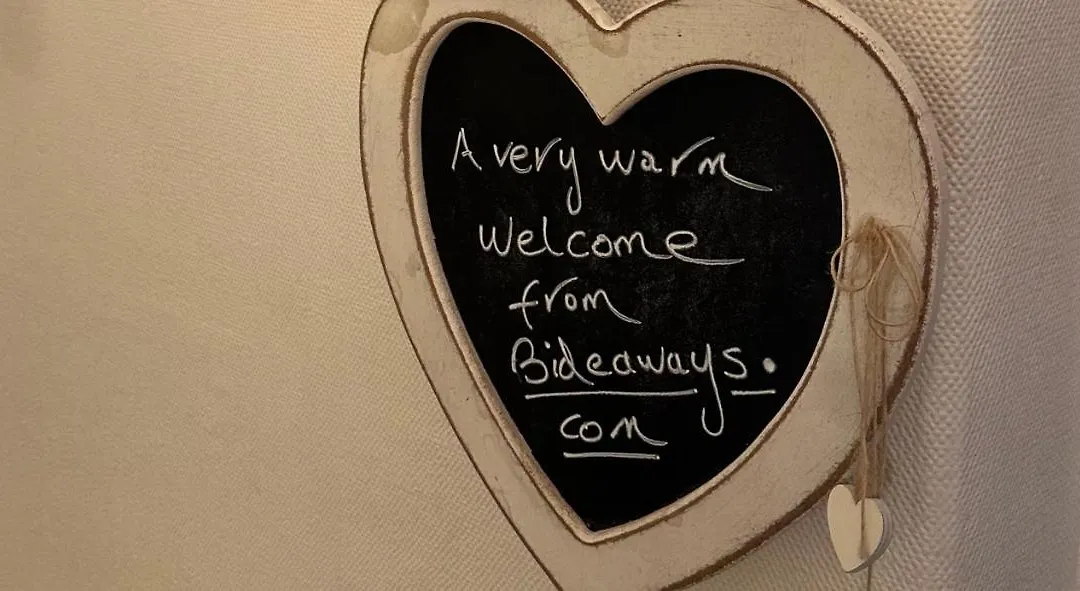 A very warm
welcome
from
Bideaways.
com